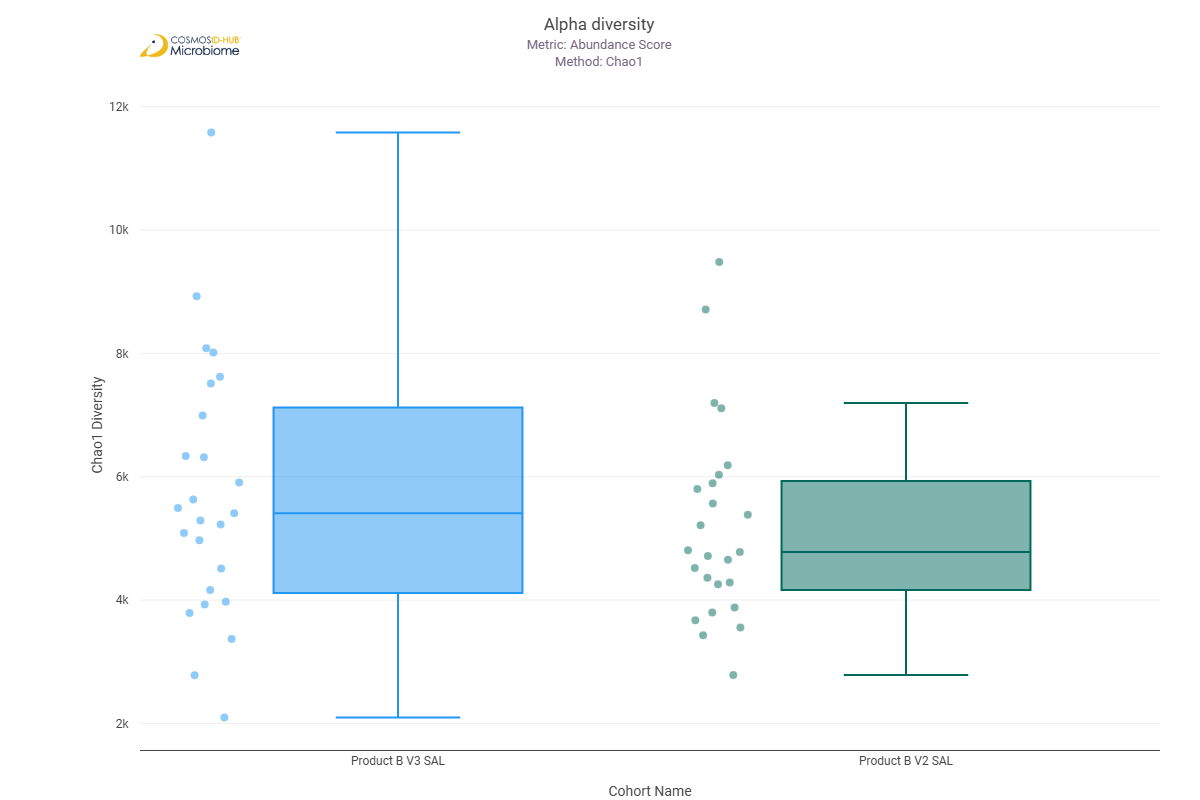 COSMOSID-HUB
Microbiome
Alpha diversity
Metric: Abundance Score
Method: Chao1
12k
10k
8k
6k
4k
2k
Chao1 Diversity
Product B V3 SAL
Product B V2 SAL
Cohort Name